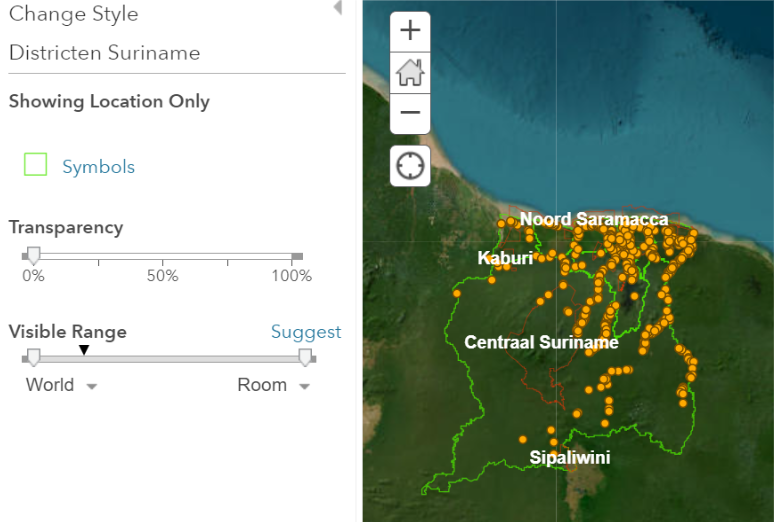 Change Style
Districten Suriname
Showing Location Only
Symbols
Transparency
0% 50% 100%
Visible Range Suggest
World Room
Noord Saramacca
Kaburi
Centraal Suriname
Sipaliwini